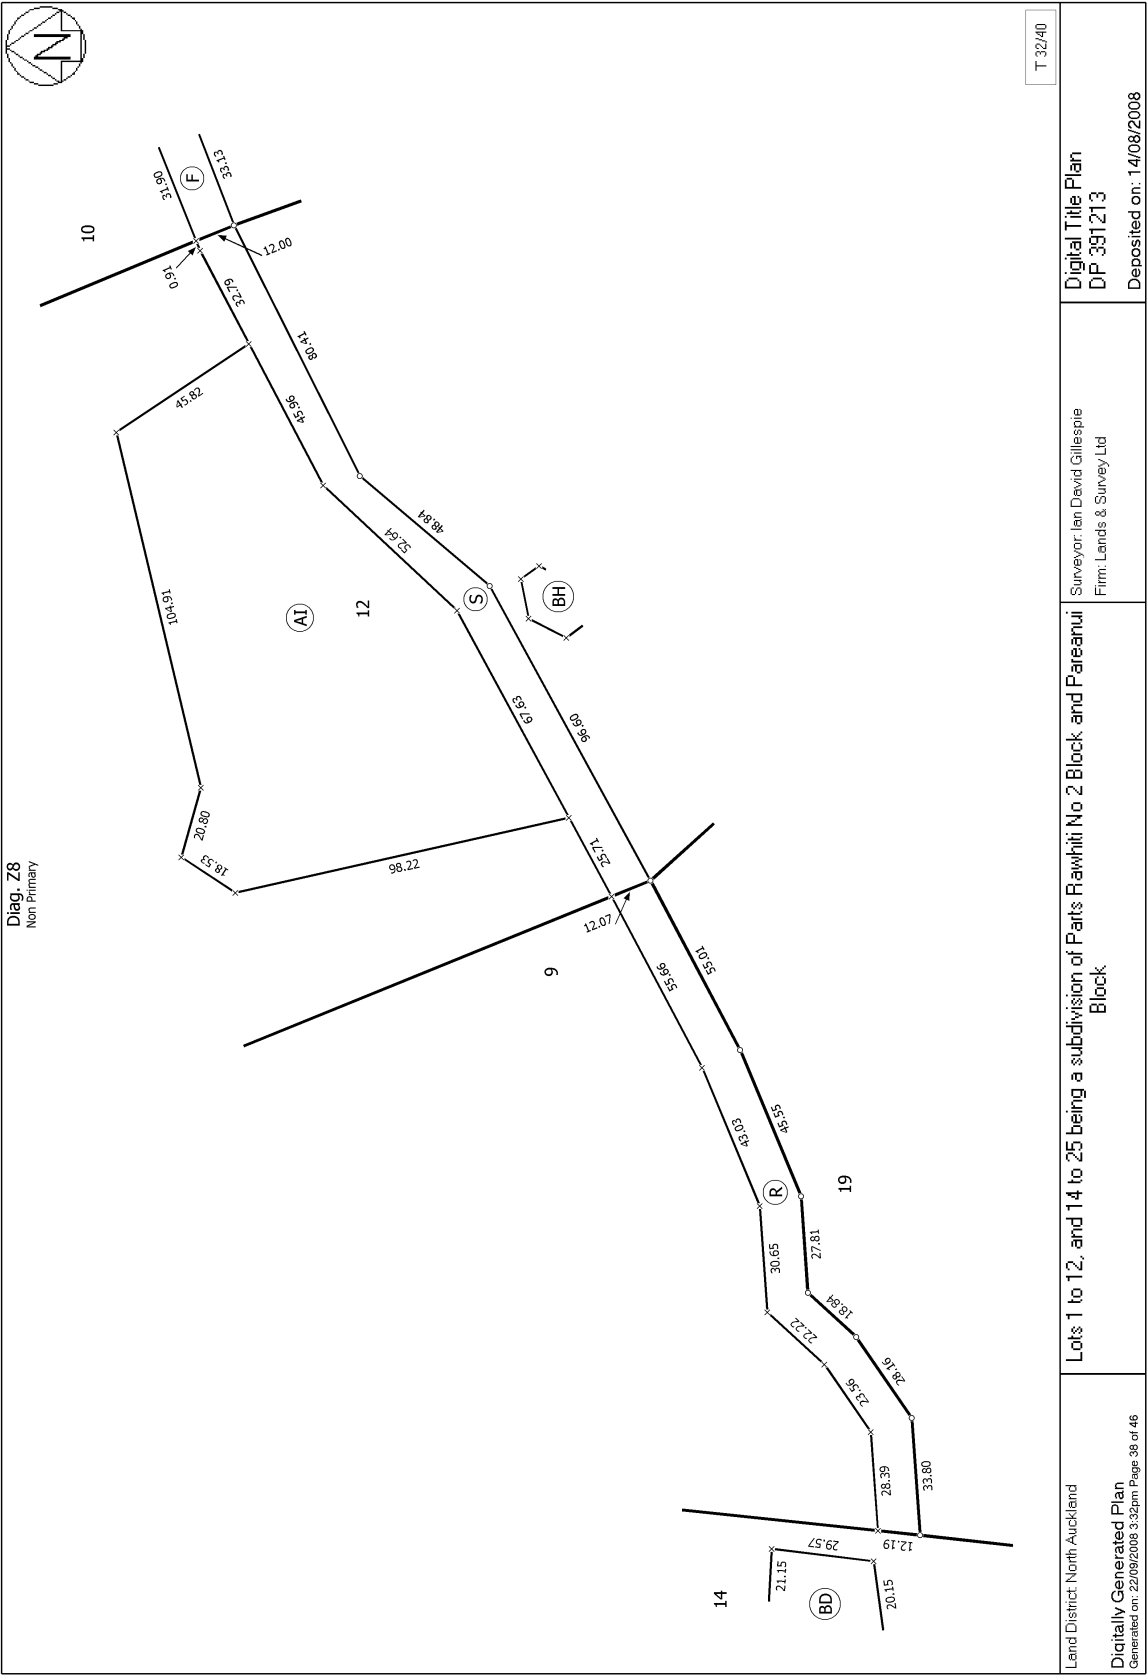 Diag. Z8
Non Primary
N
10
F
31.90
33.13
0.91
12.00
32.79
80.41
45.82
45.96
104.91
AI
12
52.64
48.84
S
BH
20.80
18.53
98.22
67.63
96.60
25.71
12.07
9
55.66
55.01
43.03
45.55
R
19
30.65
27.81
22.22
18.84
23.56
28.16
28.39
33.80
29.57
12.19
21.15
20.15
14
BD
T 32/40
Land District: North Auckland
Digitally Generated Plan
Generated on: 22/09/2008 3:32pm Page 38 of 46
Lots 1 to 12, and 14 to 25 being a subdivision of Parts Rawhiti No 2 Block and Pareanui
Block
Surveyor: Ian David Gillespie
Firm: Lands & Survey Ltd
Digital Title Plan
DP 391213
Deposited on: 14/08/2008